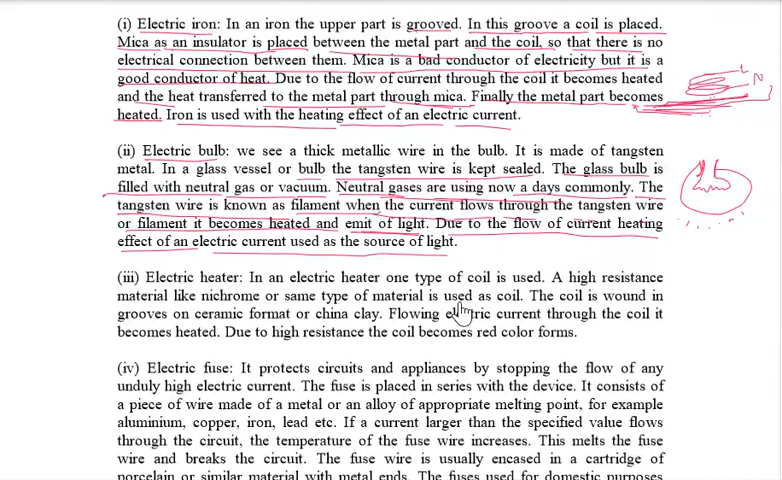 (i) Electric iron: In an iron the upper part is grooved. In this groove a coil is placed.
Mica as an insulator is placed between the metal part and the coil, so that there is no
electrical connection between them. Mica is a bad conductor of electricity but it is a
good conductor of heat. Due to the flow of current through the coil it becomes heated
and the heat transferred to the metal part through mica. Finally the metal part becomes
heated. Iron is used with the heating effect of an electric current.
L
N
(ii) Electric bulb: we see a thick metallic wire in the bulb. It is made of tangsten
metal. In a glass vessel or bulb the tangsten wire is kept sealed. The glass bulb is
filled with neutral gas or vacuum. Neutral gases are using now a days commonly. The
tangsten wire is known as filament when the current flows through the tangsten wire
or filament it becomes heated and emit of light. Due to the flow of current heating
effect of an electric current used as the source of light.
(iii) Electric heater: In an electric heater one type of coil is used. A high resistance
material like nichrome or same type of material is used as coil. The coil is wound in
grooves on ceramic format or china clay. Flowing electric current through the coil it
becomes heated. Due to high resistance the coil becomes red color forms.
(iv) Electric fuse: It protects circuits and appliances by stopping the flow of any
unduly high electric current. The fuse is placed in series with the device. It consists of
a piece of wire made of a metal or an alloy of appropriate melting point, for example
aluminium, copper, iron, lead etc. If a current larger than the specified value flows
through the circuit, the temperature of the fuse wire increases. This melts the fuse
wire and breaks the circuit. The fuse wire is usually encased in a cartridge of
porcelain or similar material with metal ends. The fuses used for domestic purposes